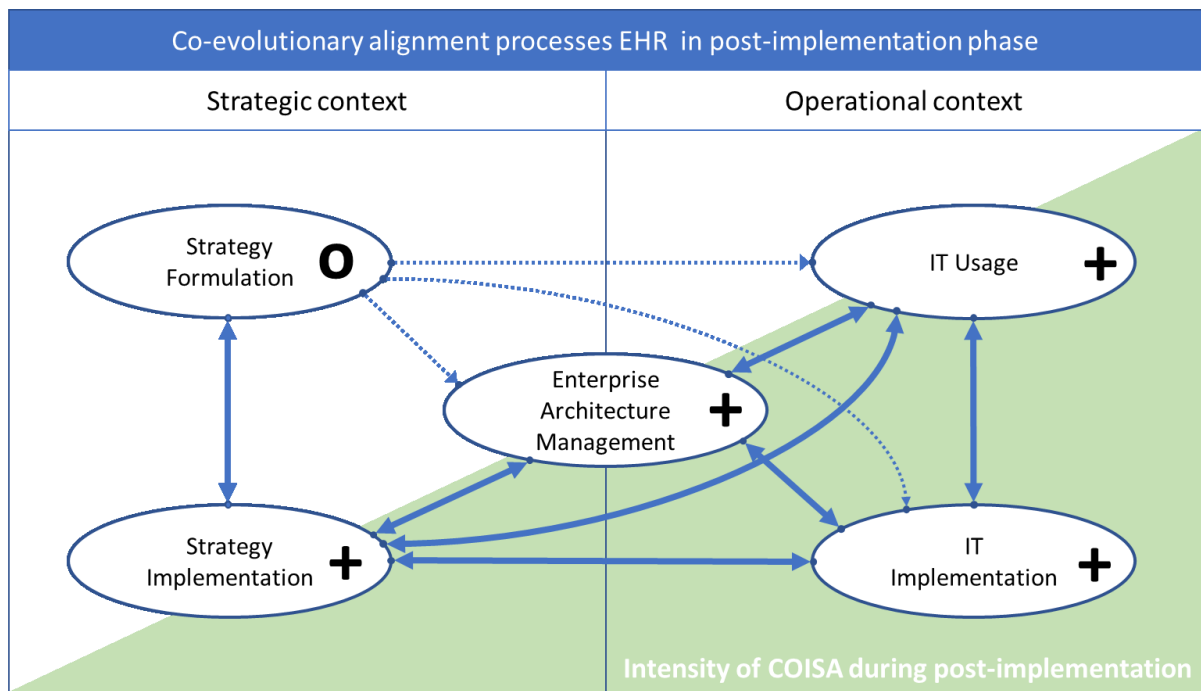 Co-evolutionary alignment processes EHR in post-implementation phase
Strategic context
Operational context
Strategy
Formulation
O
IT Usage
+
Enterprise
Architecture
Management
+
Strategy
Implementation
+
IT
Implementation
+
Intensity of COISA during post-implementation